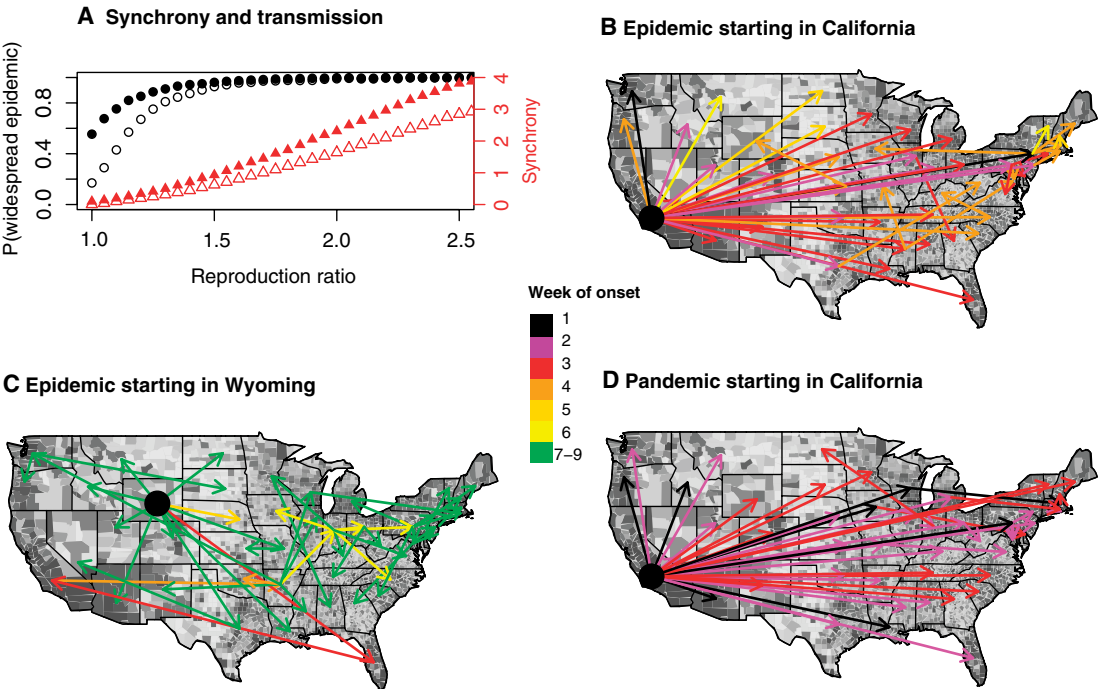 A Synchrony and transmission
P(widespread epidemic)
0.0
0.4
0.8
1.0
1.5
2.0
2.5
Reproduction ratio
0
1
2
3
4
Synchrony
B Epidemic starting in California
Week of onset
1
2
3
4
5
6
7–9
C Epidemic starting in Wyoming
D Pandemic starting in California